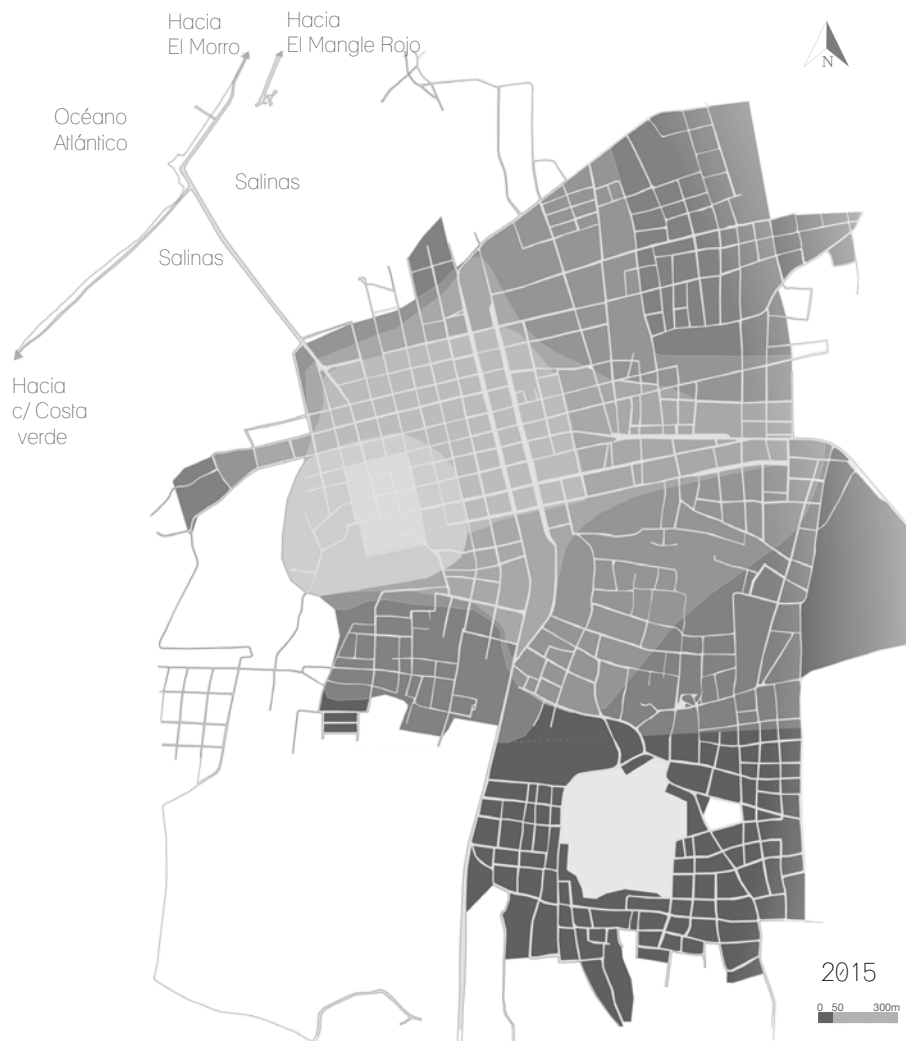 Hacia
El Morro
Hacia
El Mangle Rojo
N
Océano
Atlántico
Salinas
Salinas
Hacia
c/ Costa
verde
2015
0 50 300m